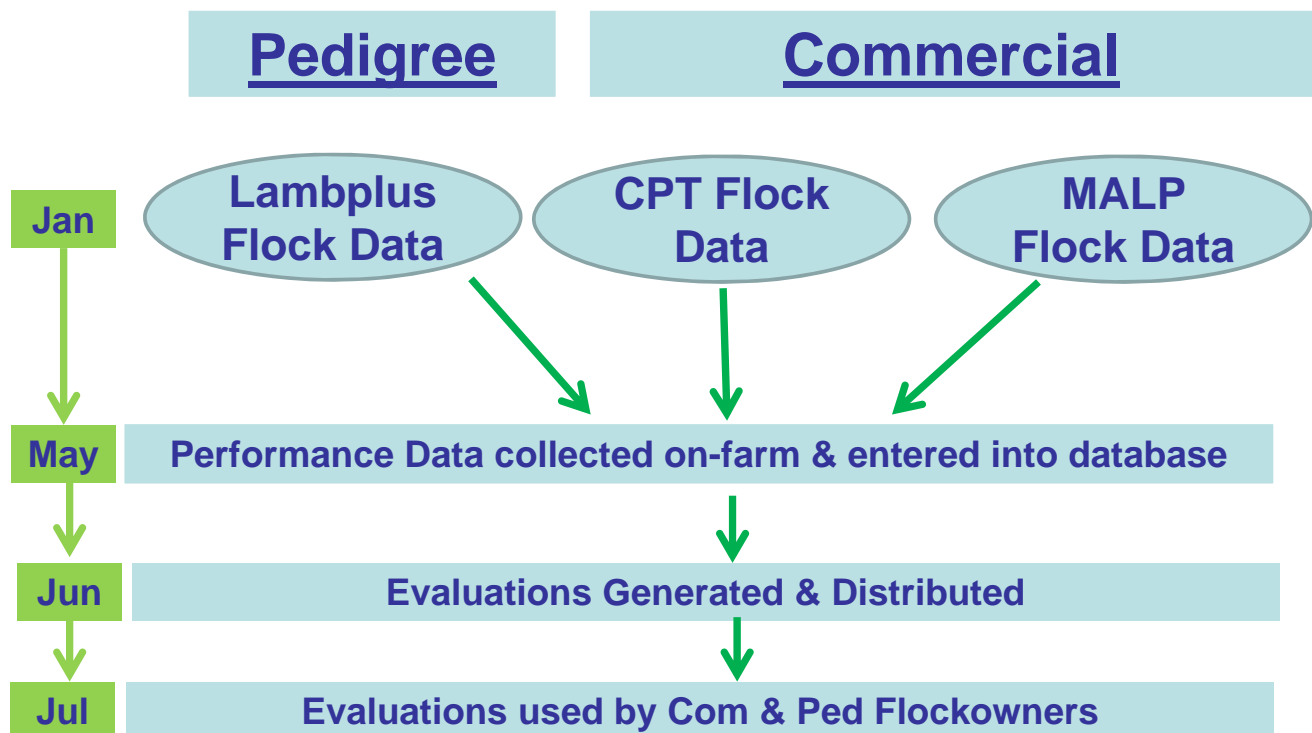 Pedigree
Commercial
Jan
Lambplus
Flock Data
CPT Flock
Data
MALP
Flock Data
May
Performance Data collected on-farm & entered into database
Jun
Evaluations Generated & Distributed
Jul
Evaluations used by Com & Ped Flockowners